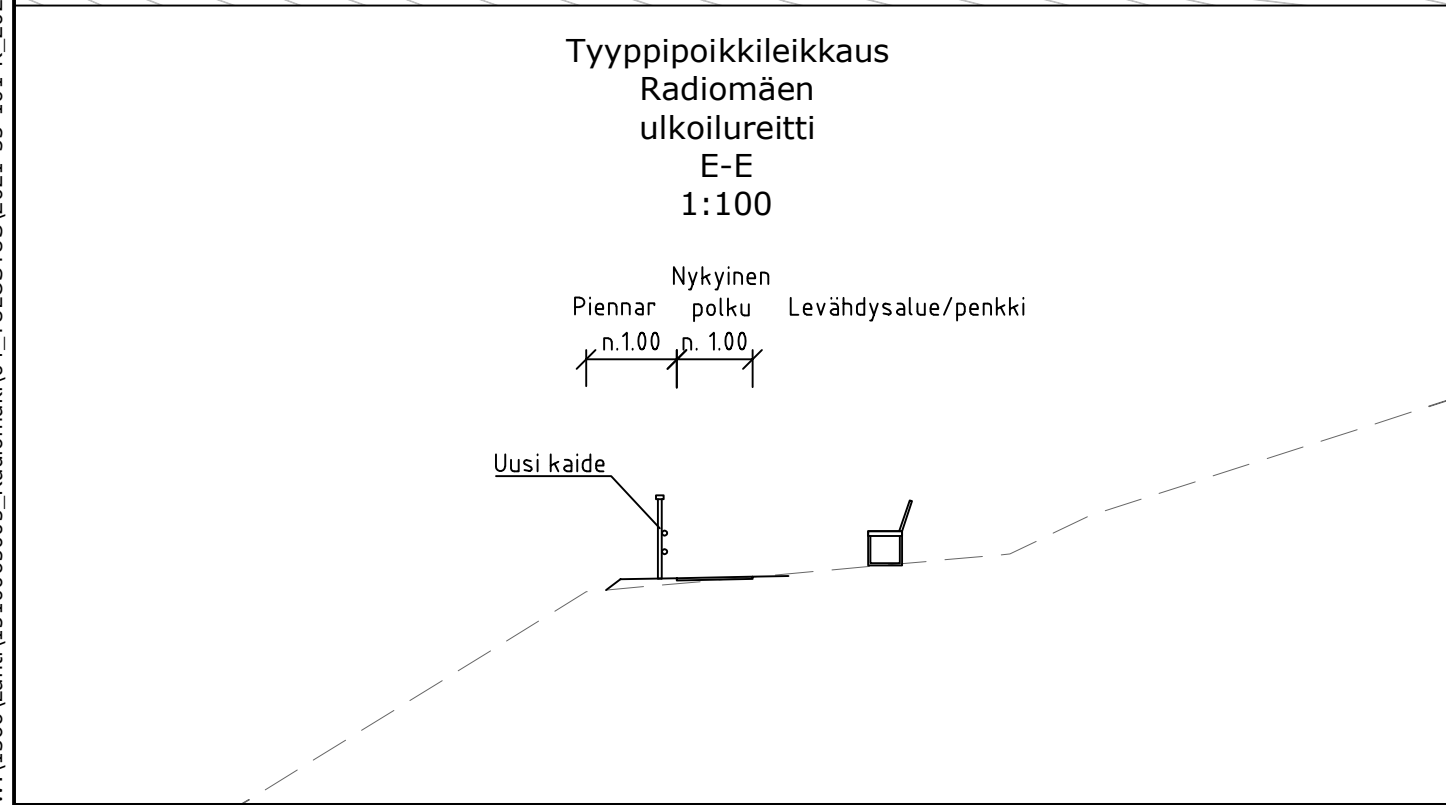 Tyyppipoikkileikkaus
Radiomäen
ulkoilureitti
E-E
1:100
Nykyinen
Piennar polku Levähdysalue/penkki
n.1.00 n. 1.00
Uusi kaide